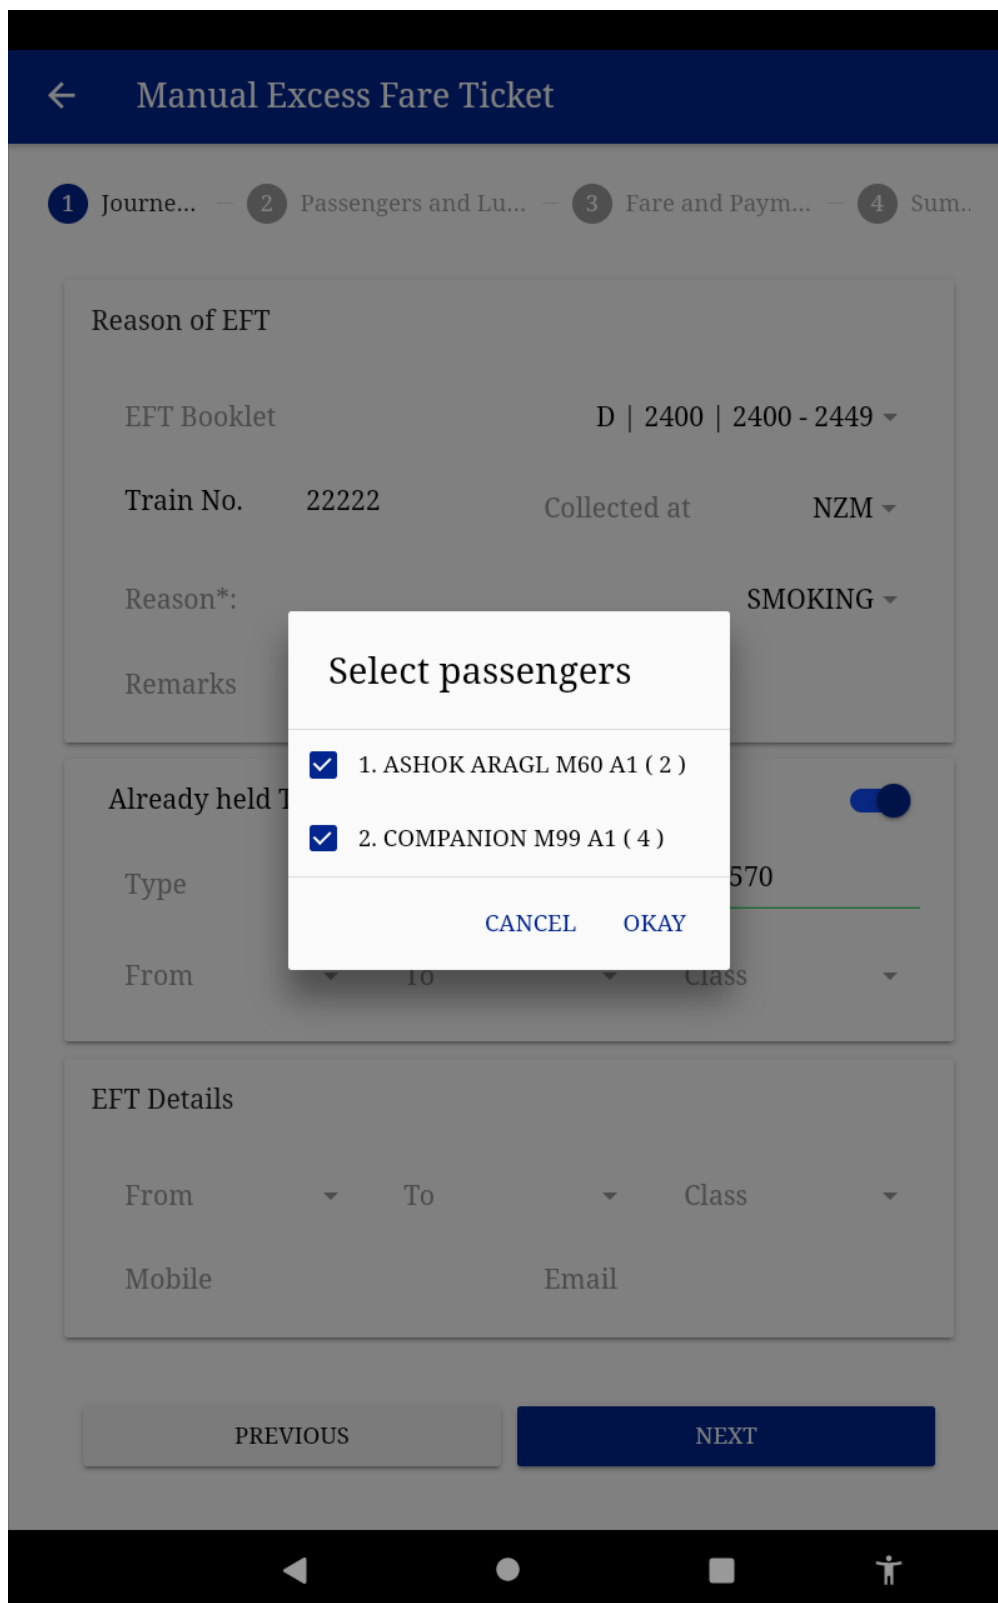 Manual Excess Fare Ticket
1 Journe... 2 Passengers and Lu... 3 Fare and Paym... 4 Sum..
Reason of EFT
EFT Booklet D | 2400 | 2400 - 2449
Train No. 22222 Collected at NZM
Reason*: SMOKING
Remarks
Select passengers
1. ASHOK ARAGL M60 A1 ( 2 )
2. COMPANION M99 A1 ( 4 )
CANCEL OKAY
Already held
Type 570
From To Class
EFT Details
From To Class
Mobile Email
PREVIOUS NEXT